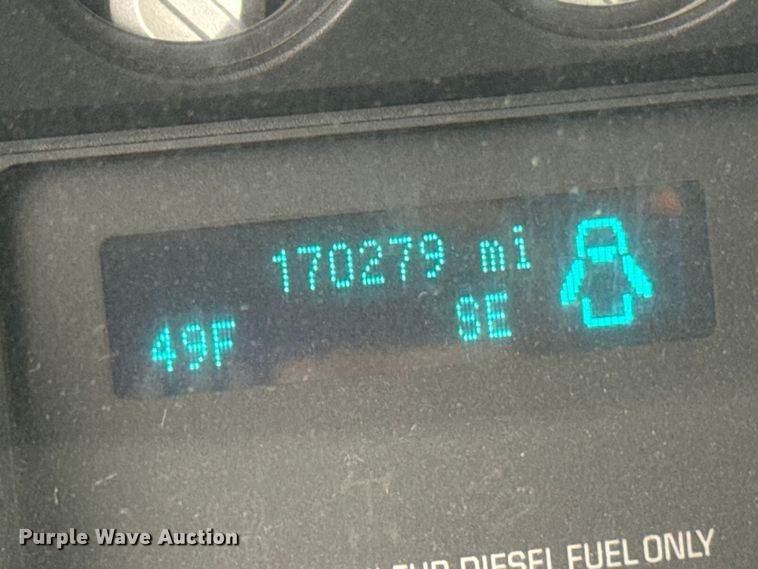 170279 mi
49F SE
DIESEL FUEL ONLY
Purple Wave Auction